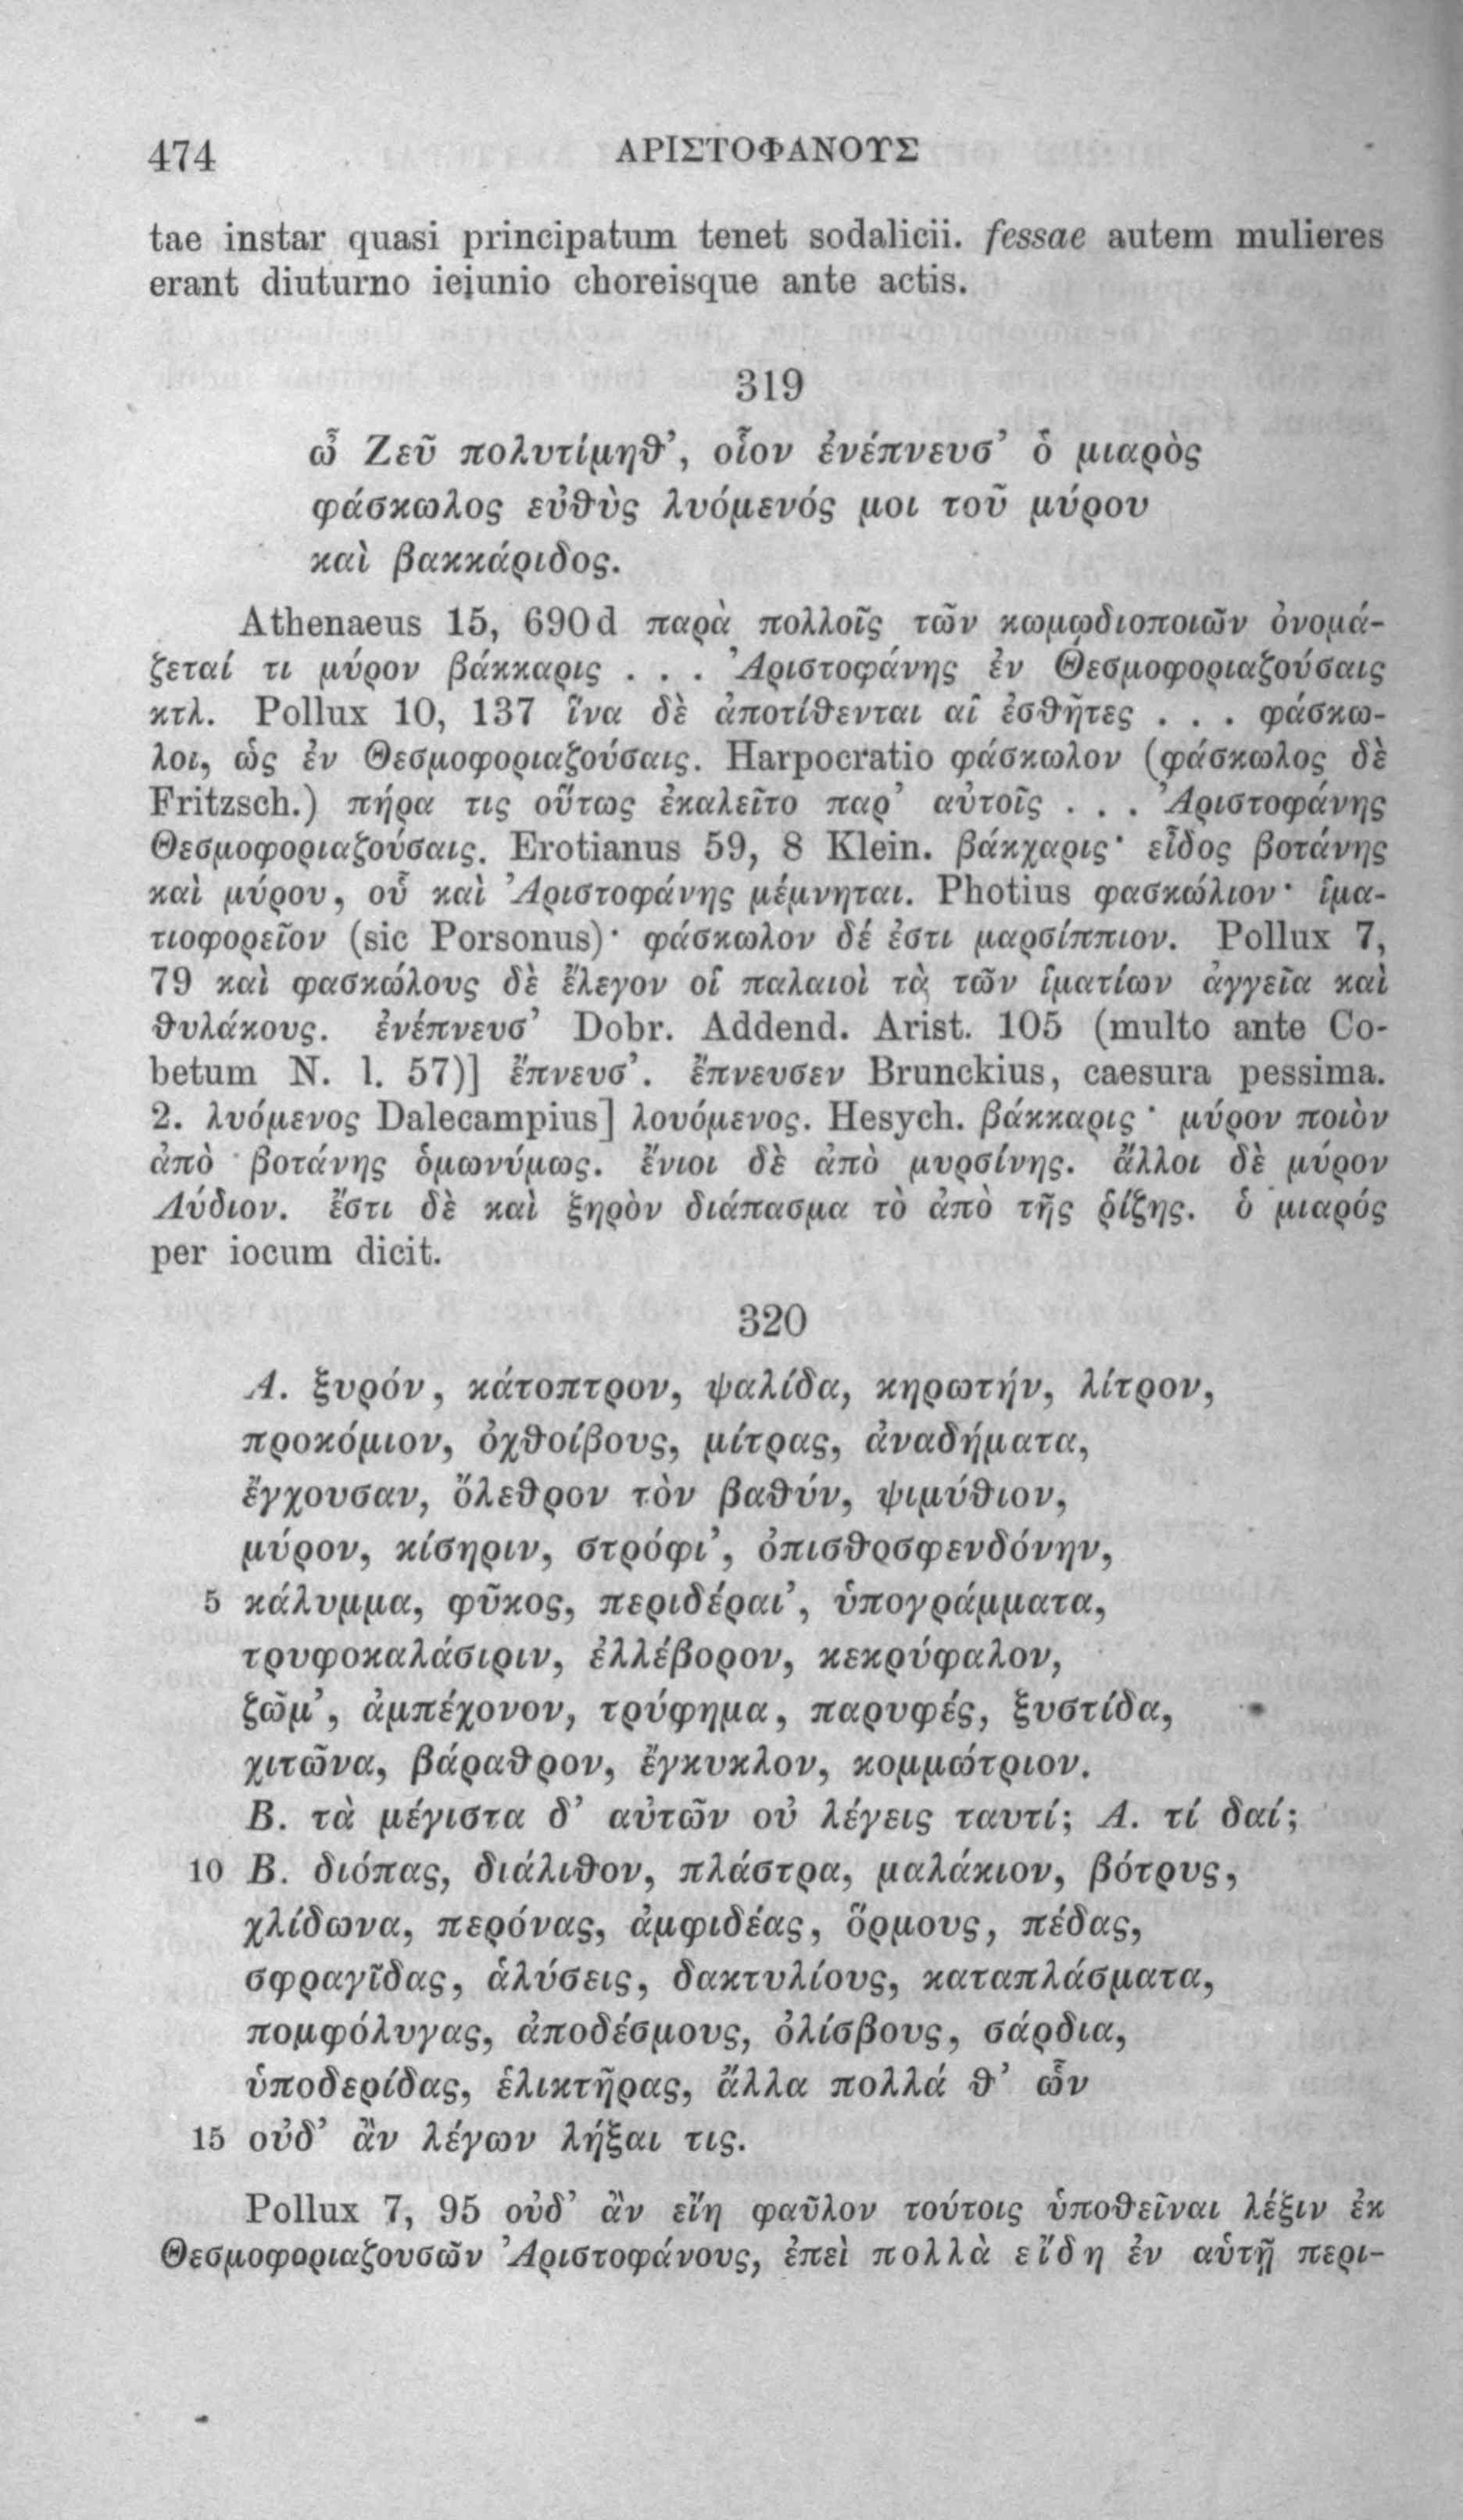 474 ΑΡΙΣΤΟΦΑΝΟΥΣ
tae instar quasi principatum tenet sodalicii. fessae autem mulieres
erant diuturno ieiunio choreisque ante actis.
319
ὦ Ζεῦ πολυτίμηθ’, οἷον ἐνέπνευσ’ ὁ μιαρὸς
φάσκωλος εὐθὺς λυόμενός μοι τοῦ μύρου
καὶ βακκάριδος.
Athenaeus 15, 690d παρὰ πολλοῖς τῶν κωμῳδιοποιῶν ὀνομά-
ζεταί τι μύρον βάκκαρις . . . Ἀριστοφάνης ἐν Θεσμοφοριαζούσαις
κτλ. Pollux 10, 137 ἵνα δὲ ἀποτίθενται αἱ ἐσθῆτες . . . φάσκω-
λοι, ὡς ἐν Θεσμοφοριαζούσαις. Harpocratio φάσκωλον (φάσκωλος δὲ
Fritzsch.) πήρα τις οὕτως ἐκαλεῖτο παρ’ αὐτοῖς . . . Ἀριστοφάνης
Θεσμοφοριαζούσαις. Erotianus 59, 8 Klein. βάκχαρις· εἶδος βοτάνης
καὶ μύρου, οὗ καὶ Ἀριστοφάνης μέμνηται. Photius φασκώλιον· ἱμα-
τιοφορεῖον (sic Porsonus)· φάσκωλον δέ ἐστι μαρσίππιον. Pollux 7,
79 καὶ φασκώλους δὲ ἔλεγον οἱ παλαιοὶ τὰ τῶν ἱματίων ἀγγεῖα καὶ
θυλάκους. ἐνέπνευσ’ Dobr. Addend. Arist. 105 (multo ante Co-
betum N. l. 57)] ἔπνευσ’. ἔπνευσεν Brunckius, caesura pessima.
2. λυόμενος Dalecampius] λουόμενος. Hesych. βάκκαρις· μύρον ποιὸν
ἀπὸ βοτάνης ὁμωνύμως. ἔνιοι δὲ ἀπὸ μυρσίνης. ἄλλοι δὲ μύρον
Λύδιον. ἔστι δὲ καὶ ξηρὸν διάπασμα τὸ ἀπὸ τῆς ῥίζης. ὁ μιαρός
per iocum dicit.
320
Α. ξυρόν, κάτοπτρον, ψαλίδα, κηρωτήν, λίτρον,
προκόμιον, ὀχθοίβους, μίτρας, ἀναδήματα,
ἔγχουσαν, ὄλεθρον τὸν βαθύν, ψιμύθιον,
μύρον, κίσηριν, στρόφι’, ὀπισθοσφενδόνην,
5 κάλυμμα, φῦκος, περιδέραι’, ὑπογράμματα,
τρυφοκαλάσιριν, ἐλλέβορον, κεκρύφαλον,
ζῶμ’, ἀμπέχονον, τρύφημα, παρυφές, ξυστίδα,
χιτῶνα, βάραθρον, ἔγκυκλον, κομμώτριον.
Β. τὰ μέγιστα δ’ αὐτῶν οὐ λέγεις ταυτί; Α. τί δαί;
10 Β. διόπας, διάλιθον, πλάστρα, μαλάκιον, βότρυς,
χλίδωνα, περόνας, ἀμφιδέας, ὅρμους, πέδας,
σφραγῖδας, ἁλύσεις, δακτυλίους, καταπλάσματα,
πομφόλυγας, ἀποδέσμους, ὀλίσβους, σάρδια,
ὑποδερίδας, ἑλικτῆρας, ἄλλα πολλά θ’ ὧν
15 οὐδ’ ἂν λέγων λήξαι τις.
Pollux 7, 95 οὐδ’ ἂν εἴη φαῦλον τούτοις ὑποθεῖναι λέξιν ἐκ
Θεσμοφοριαζουσῶν Ἀριστοφάνους, ἐπεὶ πολλὰ εἴδη ἐν αὑτῇ περι-